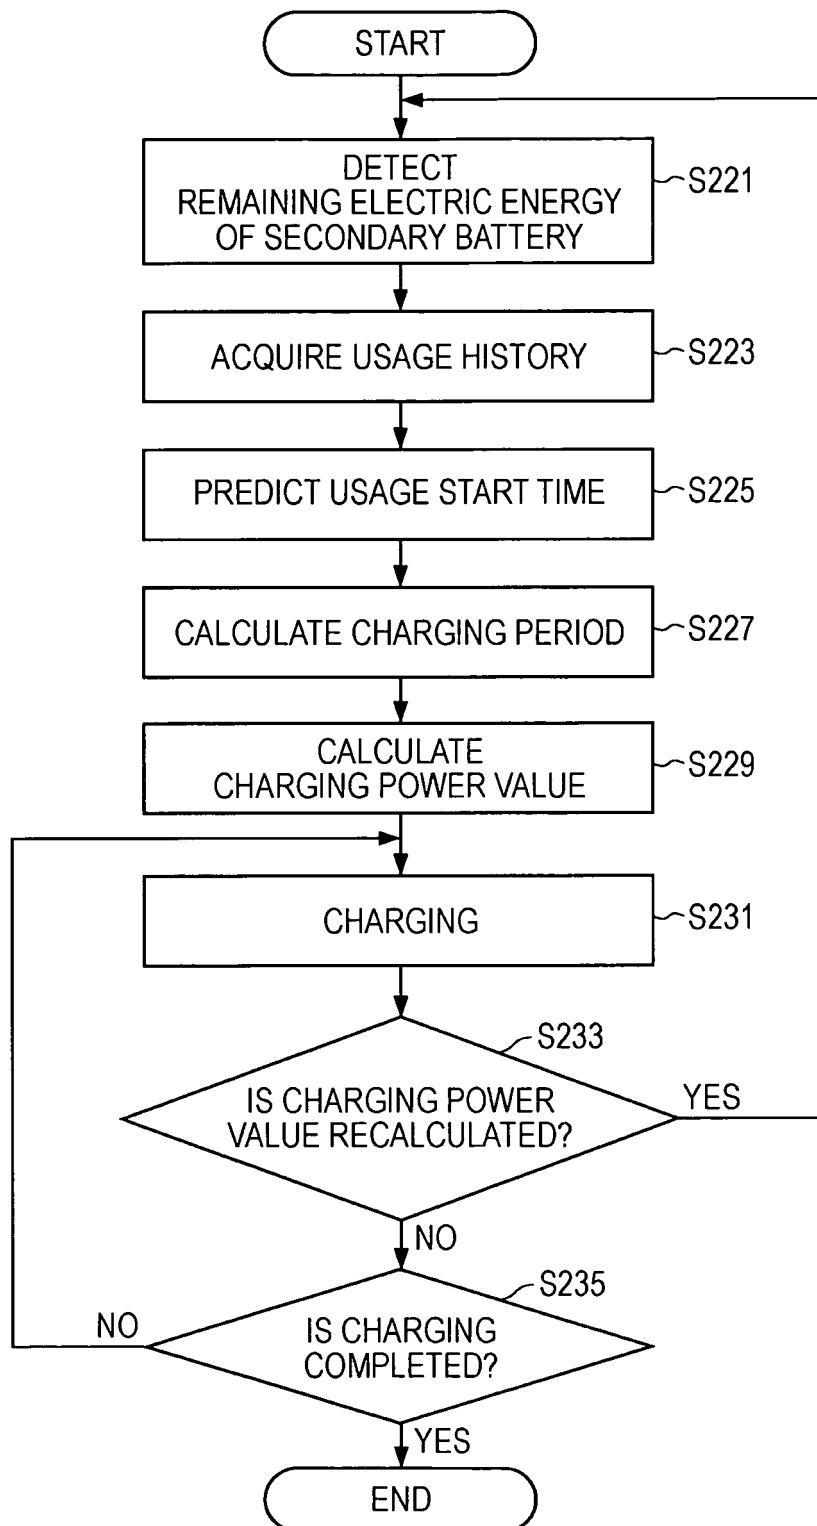 START
DETECT
REMAINING ELECTRIC ENERGY
OF SECONDARY BATTERY
S221
ACQUIRE USAGE HISTORY
S223
PREDICT USAGE START TIME
S225
CALCULATE CHARGING PERIOD
S227
CALCULATE
CHARGING POWER VALUE
S229
CHARGING
S231
S233
IS CHARGING POWER
VALUE RECALCULATED?
YES
NO
S235
IS CHARGING
COMPLETED?
NO
YES
END